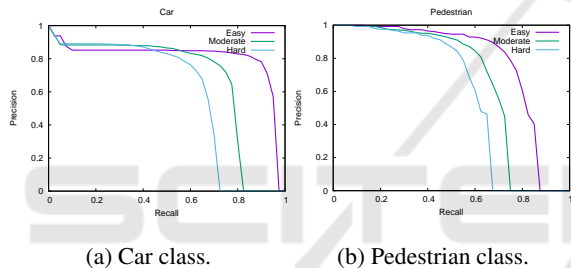 Car
Easy
Moderate
Hard
Precision
1
0.8
0.6
0.4
0.2
0
0 0.2 0.4 0.6 0.8 1
Recall
(a) Car class.
Pedestrian
Easy
Moderate
Hard
Precision
1
0.8
0.6
0.4
0.2
0
0 0.2 0.4 0.6 0.8 1
Recall
(b) Pedestrian class.